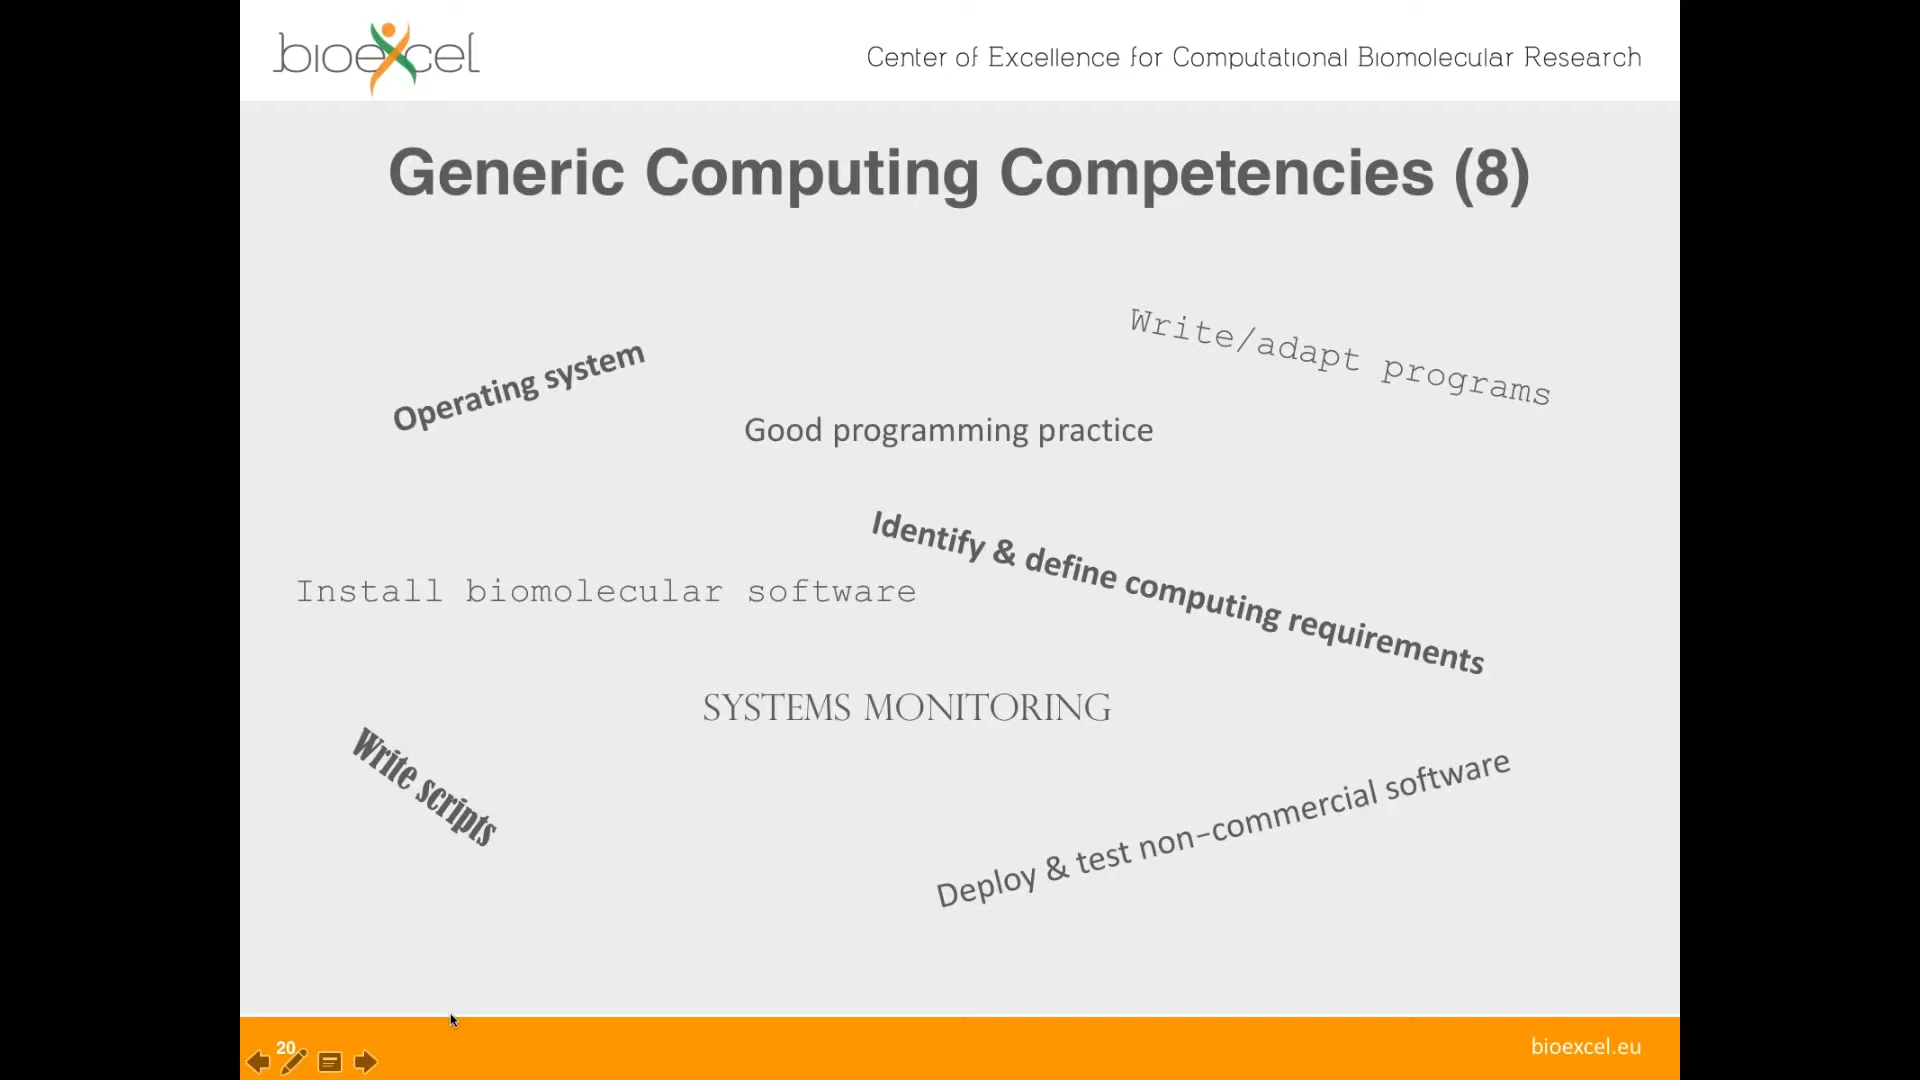 bioexcel
Center of Excellence for Computational Biomolecular Research
Generic Computing Competencies (8)
Write/adapt programs
Operating system
Good programming practice
Identify & define computing requirements
Install biomolecular software
SYSTEMS MONITORING
Write scripts
Deploy & test non-commercial software
20
bioexcel.eu